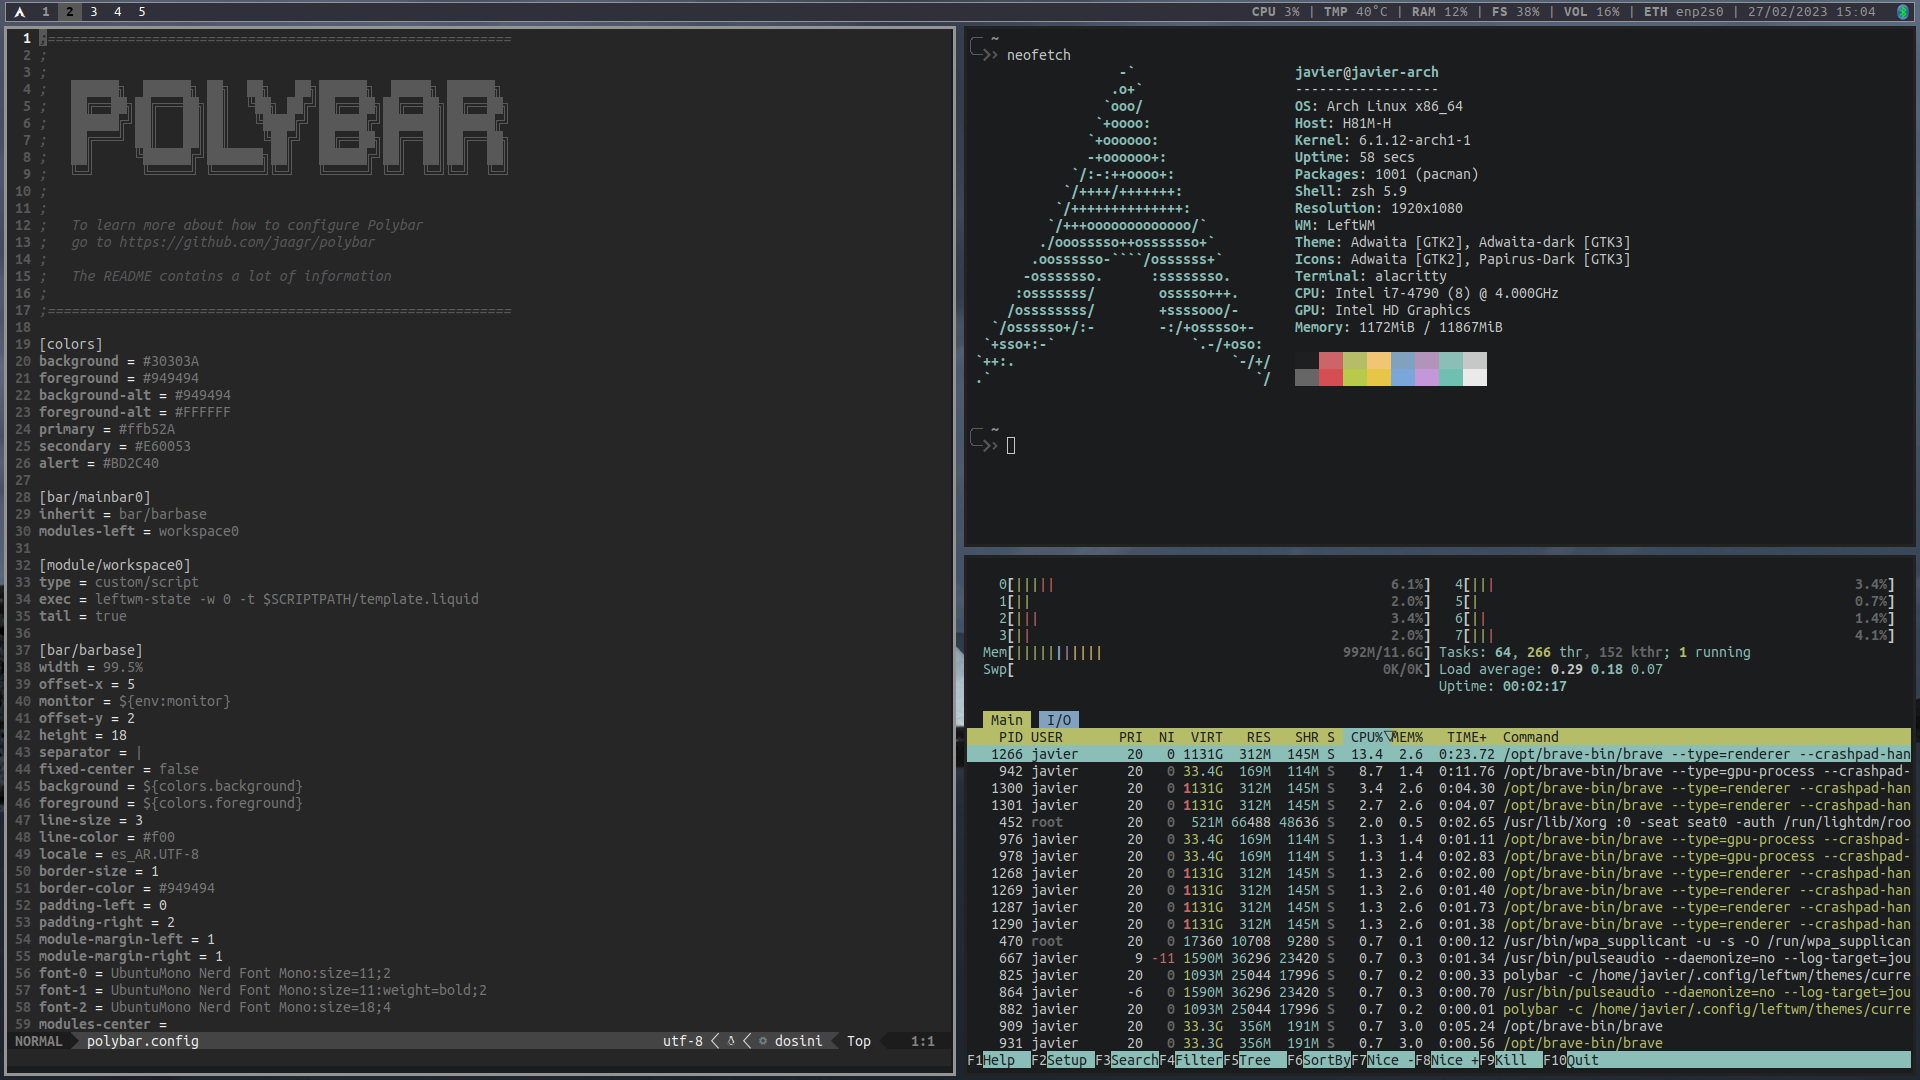 1 2 3 4 5
CPU 3% | TMP 40°C | RAM 12% | FS 38% | VOL 16% | ETH enp2s0 | 27/02/2023 15:04
1 ;==========================================================
2 ;
3 ;
4 ;
5 ;
6 ;
7 ;
8 ;
9 ;
POLYBAR
10 ;
11 ;
12 ;   To learn more about how to configure Polybar
13 ;   go to https://github.com/jaagr/polybar
14 ;
15 ;   The README contains a lot of information
16 ;
17 ;==========================================================
18
19 [colors]
20 background = #30303A
21 foreground = #949494
22 background-alt = #949494
23 foreground-alt = #FFFFFF
24 primary = #ffb52A
25 secondary = #E60053
26 alert = #BD2C40
27
28 [bar/mainbar0]
29 inherit = bar/barbase
30 modules-left = workspace0
31
32 [module/workspace0]
33 type = custom/script
34 exec = leftwm-state -w 0 -t $SCRIPTPATH/template.liquid
35 tail = true
36
37 [bar/barbase]
38 width = 99.5%
39 offset-x = 5
40 monitor = ${env:monitor}
41 offset-y = 2
42 height = 18
43 separator = |
44 fixed-center = false
45 background = ${colors.background}
46 foreground = ${colors.foreground}
47 line-size = 3
48 line-color = #f00
49 locale = es_AR.UTF-8
50 border-size = 1
51 border-color = #949494
52 padding-left = 0
53 padding-right = 2
54 module-margin-left = 1
55 module-margin-right = 1
56 font-0 = UbuntuMono Nerd Font Mono:size=11;2
57 font-1 = UbuntuMono Nerd Font Mono:size=11:weight=bold;2
58 font-2 = UbuntuMono Nerd Font Mono:size=18;4
59 modules-center =
NORMAL polybar.config utf-8 dosini Top 1:1
~
neofetch
javier@javier-arch
------------------
OS: Arch Linux x86_64
Host: H81M-H
Kernel: 6.1.12-arch1-1
Uptime: 58 secs
Packages: 1001 (pacman)
Shell: zsh 5.9
Resolution: 1920x1080
WM: LeftWM
Theme: Adwaita [GTK2], Adwaita-dark [GTK3]
Icons: Adwaita [GTK2], Papirus-Dark [GTK3]
Terminal: alacritty
CPU: Intel i7-4790 (8) @ 4.000GHz
GPU: Intel HD Graphics
Memory: 1172MiB / 11867MiB
~
0[||||| 6.1%] 4[||| 3.4%]
1[|| 2.0%] 5[| 0.7%]
2[||| 3.4%] 6[|| 1.4%]
3[|| 2.0%] 7[||| 4.1%]
Mem[||||||||||| 992M/11.6G] Tasks: 64, 266 thr, 152 kthr; 1 running
Swp[ 0K/0K] Load average: 0.29 0.18 0.07
Uptime: 00:02:17
Main I/O
PID USER PRI NI VIRT RES SHR S CPU%▽MEM% TIME+ Command
1266 javier 20 0 1131G 312M 145M S 13.4 2.6 0:23.72 /opt/brave-bin/brave --type=renderer --crashpad-han
942 javier 20 0 33.4G 169M 114M S 8.7 1.4 0:11.76 /opt/brave-bin/brave --type=gpu-process --crashpad-
1300 javier 20 0 1131G 312M 145M S 3.4 2.6 0:04.30 /opt/brave-bin/brave --type=renderer --crashpad-han
1301 javier 20 0 1131G 312M 145M S 2.7 2.6 0:04.07 /opt/brave-bin/brave --type=renderer --crashpad-han
452 root 20 0 521M 66488 48636 S 2.0 0.5 0:02.65 /usr/lib/Xorg :0 -seat seat0 -auth /run/lightdm/roo
976 javier 20 0 33.4G 169M 114M S 1.3 1.4 0:01.11 /opt/brave-bin/brave --type=gpu-process --crashpad-
978 javier 20 0 33.4G 169M 114M S 1.3 1.4 0:02.83 /opt/brave-bin/brave --type=gpu-process --crashpad-
1268 javier 20 0 1131G 312M 145M S 1.3 2.6 0:02.00 /opt/brave-bin/brave --type=renderer --crashpad-han
1269 javier 20 0 1131G 312M 145M S 1.3 2.6 0:01.40 /opt/brave-bin/brave --type=renderer --crashpad-han
1287 javier 20 0 1131G 312M 145M S 1.3 2.6 0:01.73 /opt/brave-bin/brave --type=renderer --crashpad-han
1290 javier 20 0 1131G 312M 145M S 1.3 2.6 0:01.38 /opt/brave-bin/brave --type=renderer --crashpad-han
470 root 20 0 17360 10708 9280 S 0.7 0.1 0:00.12 /usr/bin/wpa_supplicant -u -s -O /run/wpa_supplican
667 javier 9 -11 1590M 36296 23420 S 0.7 0.3 0:01.34 /usr/bin/pulseaudio --daemonize=no --log-target=jou
825 javier 20 0 1093M 25044 17996 S 0.7 0.2 0:00.33 polybar -c /home/javier/.config/leftwm/themes/curre
864 javier -6 0 1590M 36296 23420 S 0.7 0.3 0:00.70 /usr/bin/pulseaudio --daemonize=no --log-target=jou
882 javier 20 0 1093M 25044 17996 S 0.7 0.2 0:00.01 polybar -c /home/javier/.config/leftwm/themes/curre
909 javier 20 0 33.3G 356M 191M S 0.7 3.0 0:05.24 /opt/brave-bin/brave
931 javier 20 0 33.3G 356M 191M S 0.7 3.0 0:00.56 /opt/brave-bin/brave
F1Help F2Setup F3SearchF4FilterF5Tree F6SortByF7Nice -F8Nice +F9Kill F10Quit